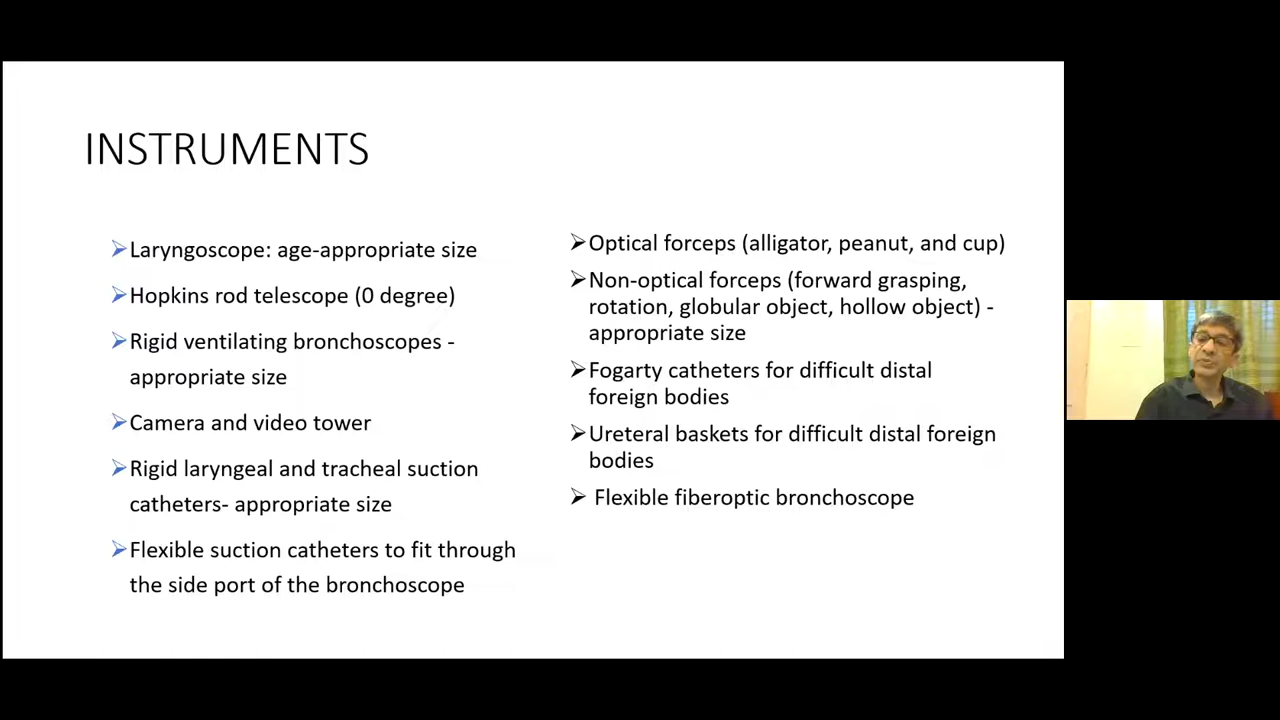 INSTRUMENTS
➢Laryngoscope: age-appropriate size
➢Hopkins rod telescope (0 degree)
➢Rigid ventilating bronchoscopes -
appropriate size
➢Camera and video tower
➢Rigid laryngeal and tracheal suction
catheters- appropriate size
➢Flexible suction catheters to fit through
the side port of the bronchoscope
➢Optical forceps (alligator, peanut, and cup)
➢Non-optical forceps (forward grasping,
rotation, globular object, hollow object) -
appropriate size
➢Fogarty catheters for difficult distal
foreign bodies
➢Ureteral baskets for difficult distal foreign
bodies
➢ Flexible fiberoptic bronchoscope